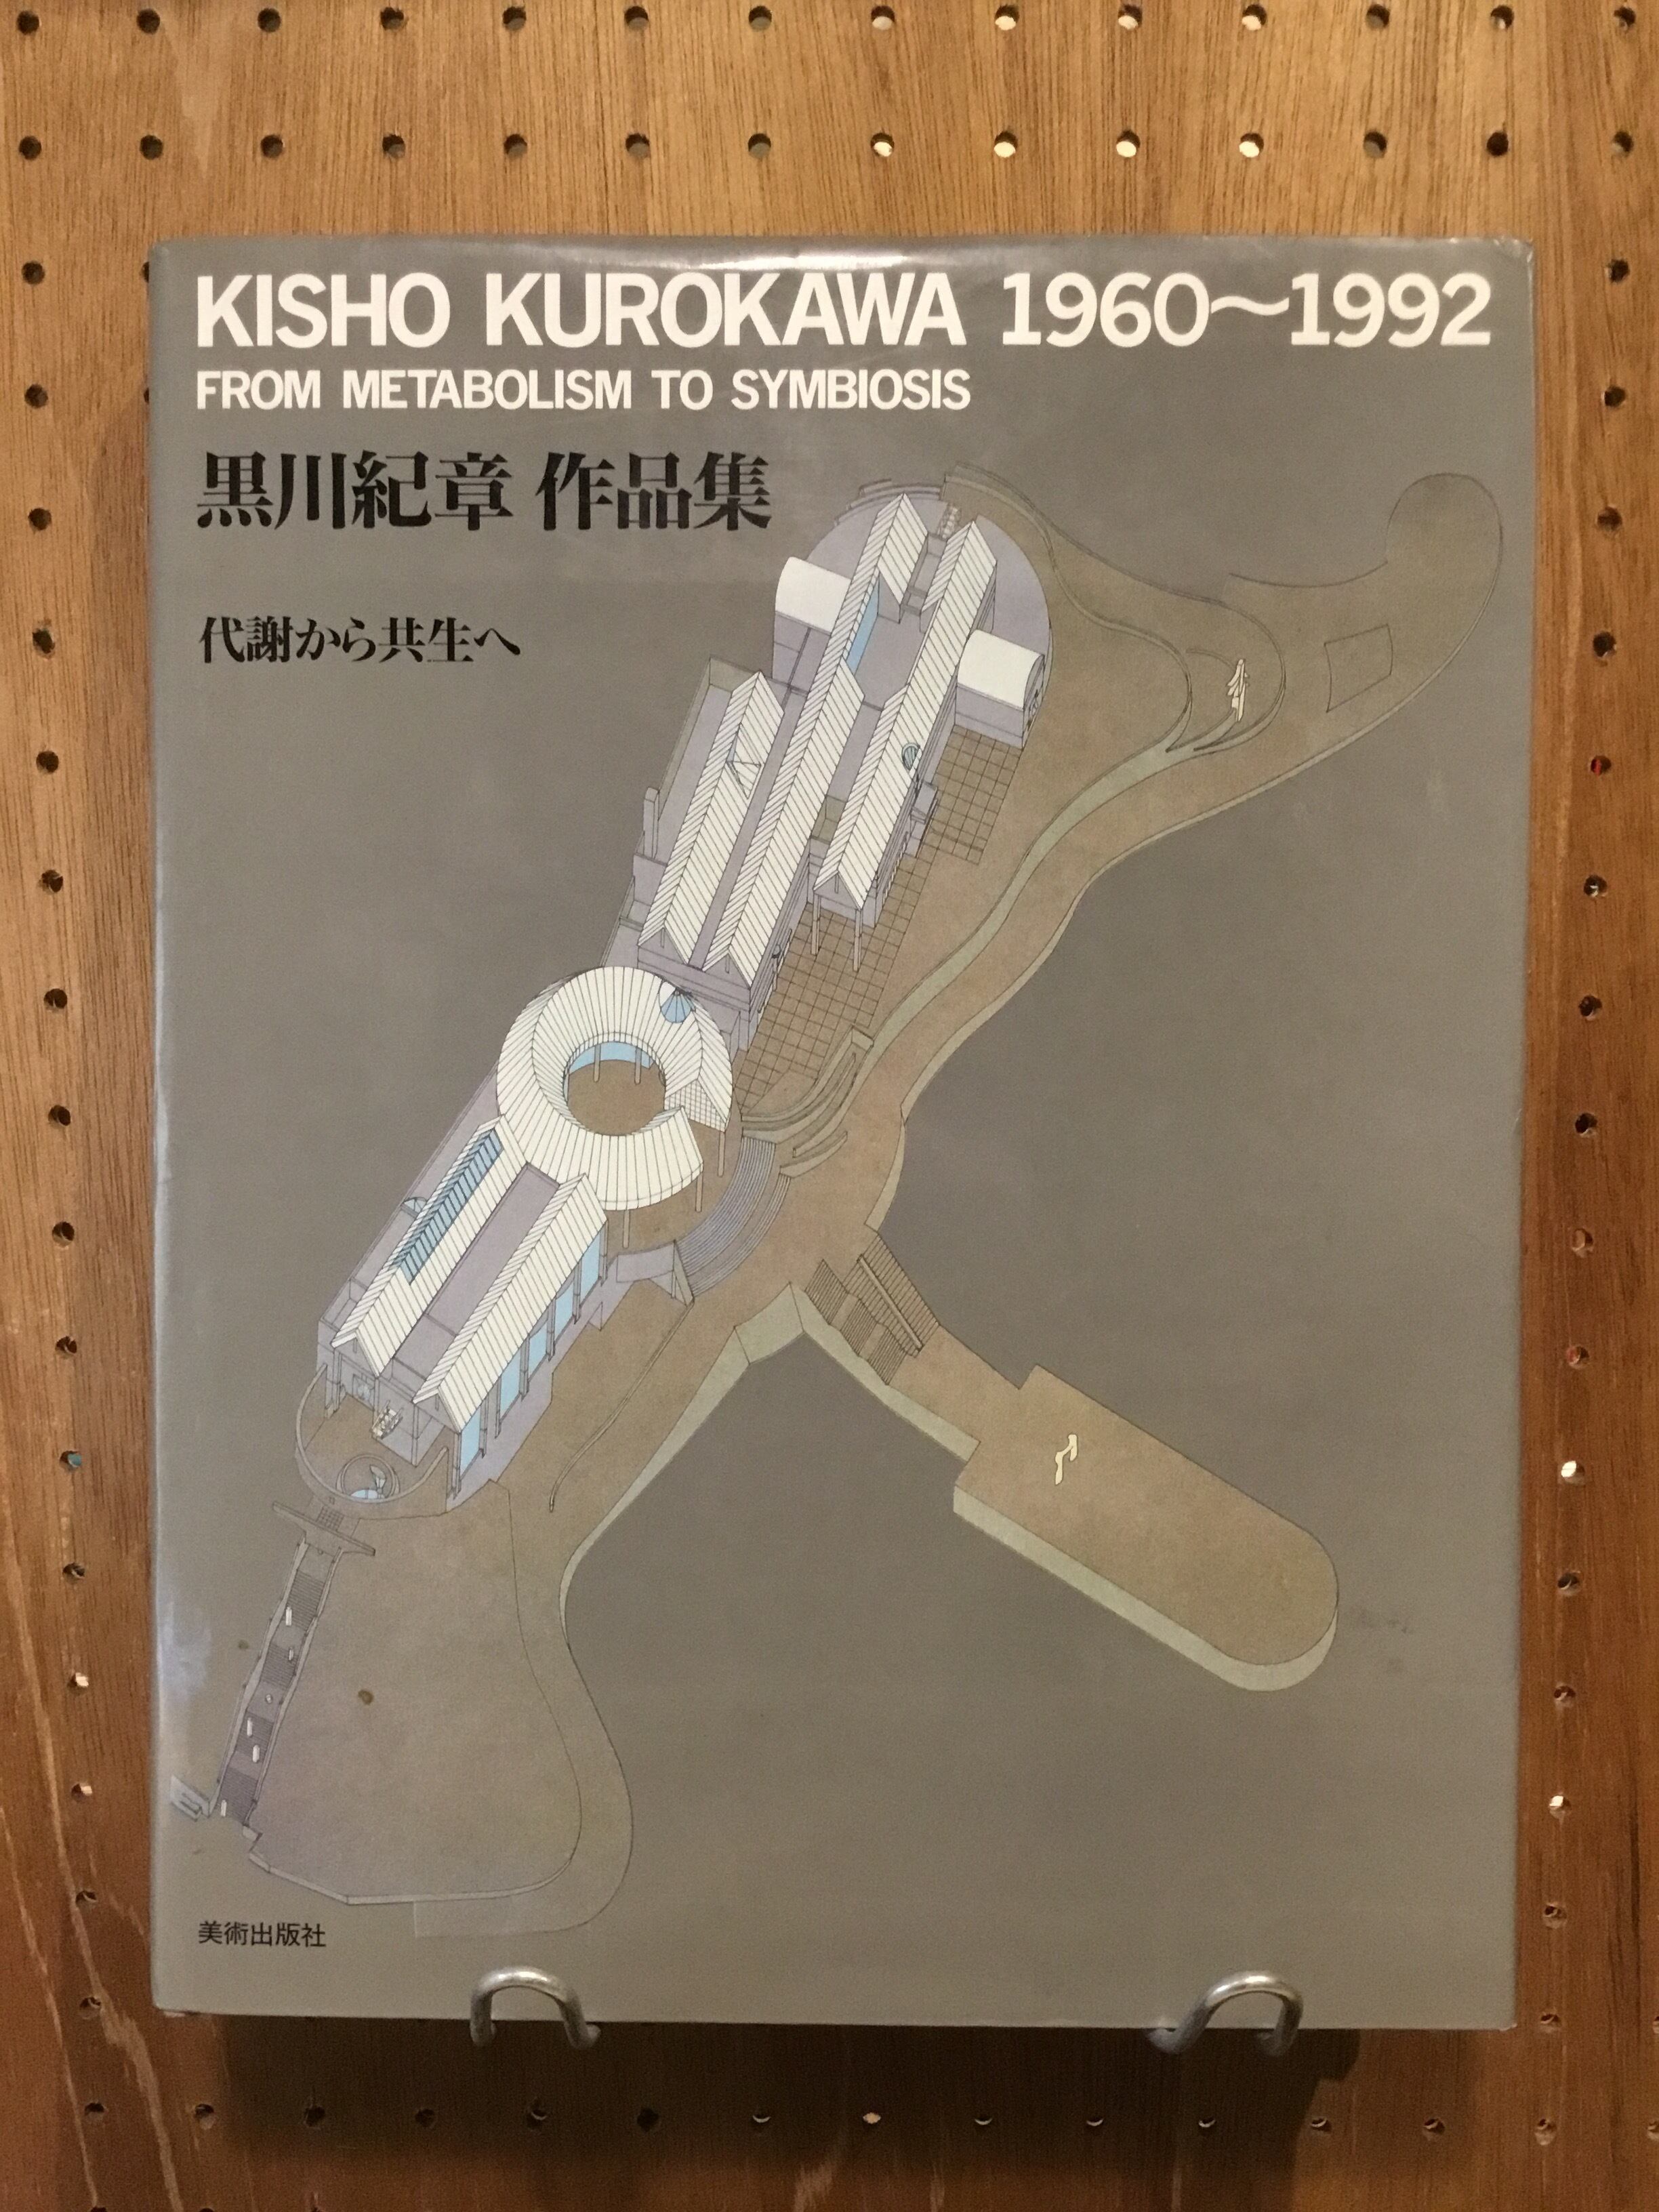 KISHO KUROKAWA 1960〜1992
FROM METABOLISM TO SYMBIOSIS
黒川紀章 作品集
代謝から共生へ
美術出版社